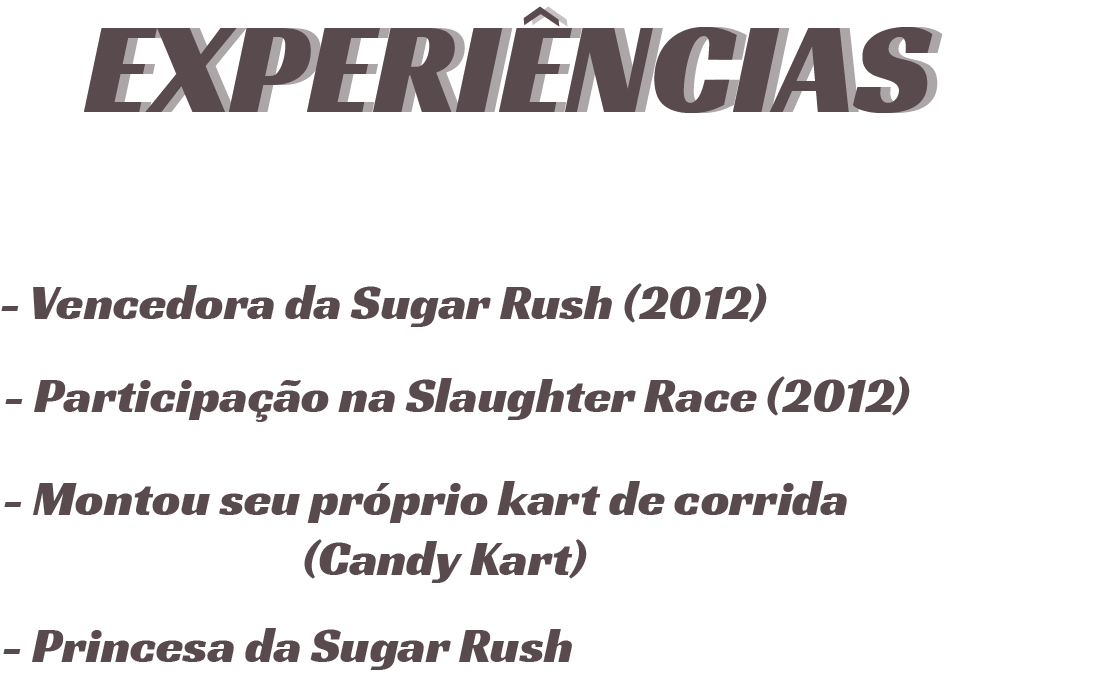 EXPERIÊNCIAS
- Vencedora da Sugar Rush (2012)
- Participação na Slaughter Race (2012)
- Montou seu próprio kart de corrida
(Candy Kart)
- Princesa da Sugar Rush